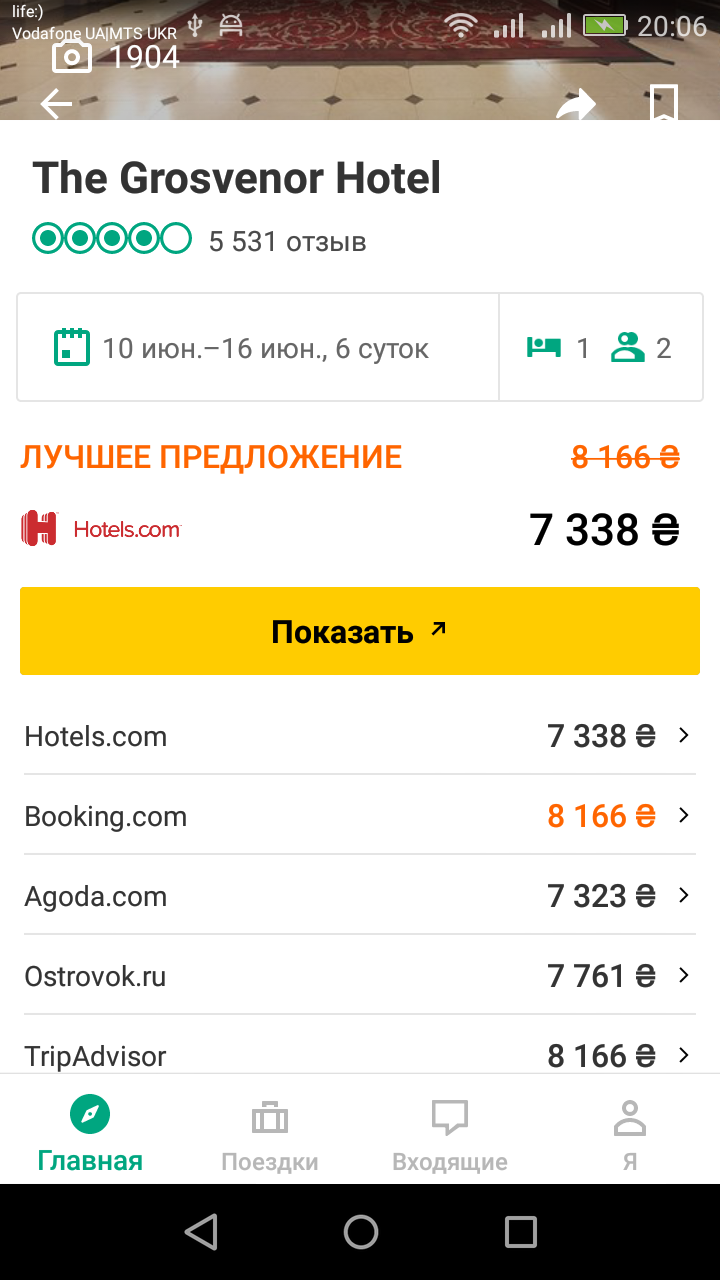 life:)
Vodafone UA|MTS UKR
20:06
1904
The Grosvenor Hotel
5 531 отзыв
10 июн.–16 июн., 6 суток
1
2
ЛУЧШЕЕ ПРЕДЛОЖЕНИЕ
8 166 ₴
Hotels.com
7 338 ₴
Показать
Hotels.com 7 338 ₴
Booking.com 8 166 ₴
Agoda.com 7 323 ₴
Ostrovok.ru 7 761 ₴
TripAdvisor 8 166 ₴
Главная Поездки Входящие Я